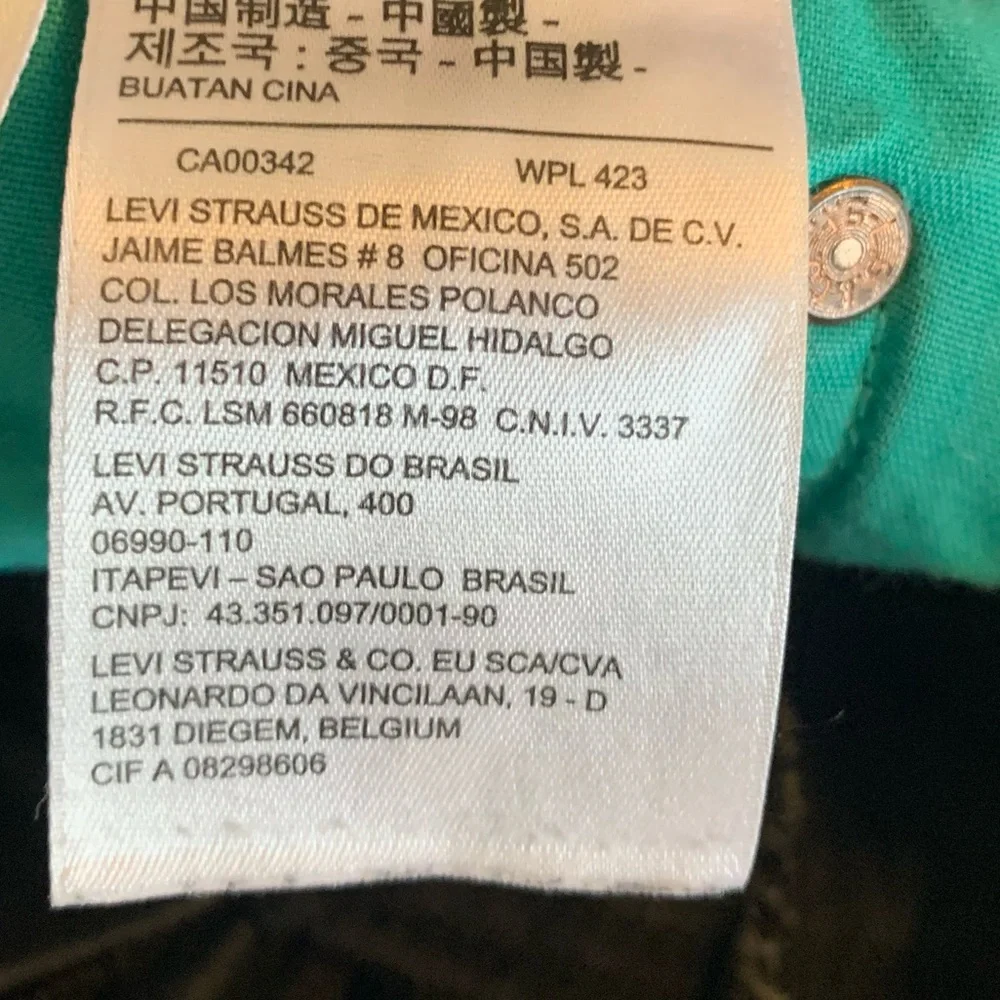 中国制造 - 中國製 -
제조국 : 중국 - 中国製 -
BUATAN CINA
CA00342 WPL 423
LEVI STRAUSS DE MEXICO, S.A. DE C.V.
JAIME BALMES # 8 OFICINA 502
COL. LOS MORALES POLANCO
DELEGACION MIGUEL HIDALGO
C.P. 11510 MEXICO D.F.
R.F.C. LSM 660818 M-98 C.N.I.V. 3337
LEVI STRAUSS DO BRASIL
AV. PORTUGAL, 400
06990-110
ITAPEVI – SAO PAULO BRASIL
CNPJ: 43.351.097/0001-90
LEVI STRAUSS & CO. EU SCA/CVA
LEONARDO DA VINCILAAN, 19 - D
1831 DIEGEM, BELGIUM
CIF A 08298606